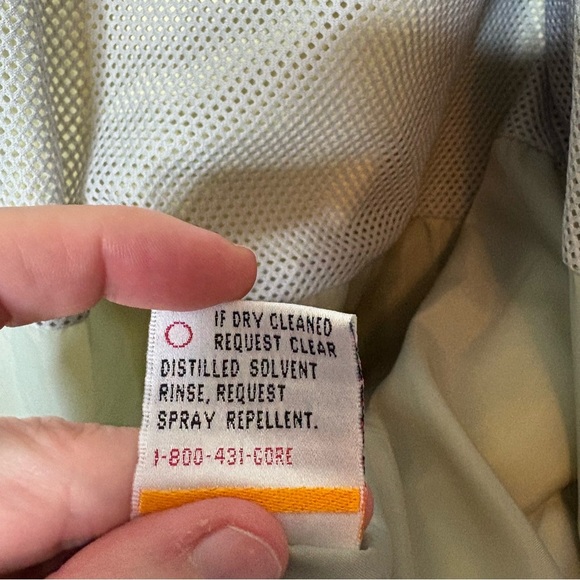 IF DRY CLEANED
REQUEST CLEAR
DISTILLED SOLVENT
RINSE, REQUEST
SPRAY REPELLENT.
1-800-431-GORE